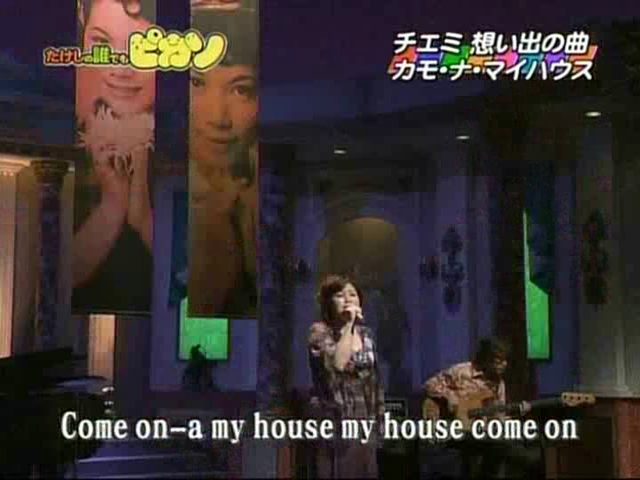 たけしの誰でもピカソ
チエミ 想い出の曲
カモ・ナ・マイハウス
Come on-a my house my house come on